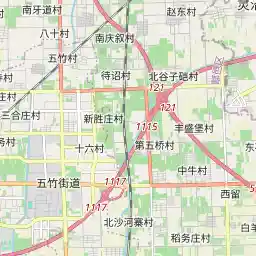 南牙道村
赵东村
八十村
南庆叙村
五竹村
待诏村
北谷子硙村
121
121
新胜庄村
三合庄村
1115
丰盛堡村
十六村
第五桥村
中牛村
五竹街道
1117
西留
1117
北沙河寨村
稻务庄村